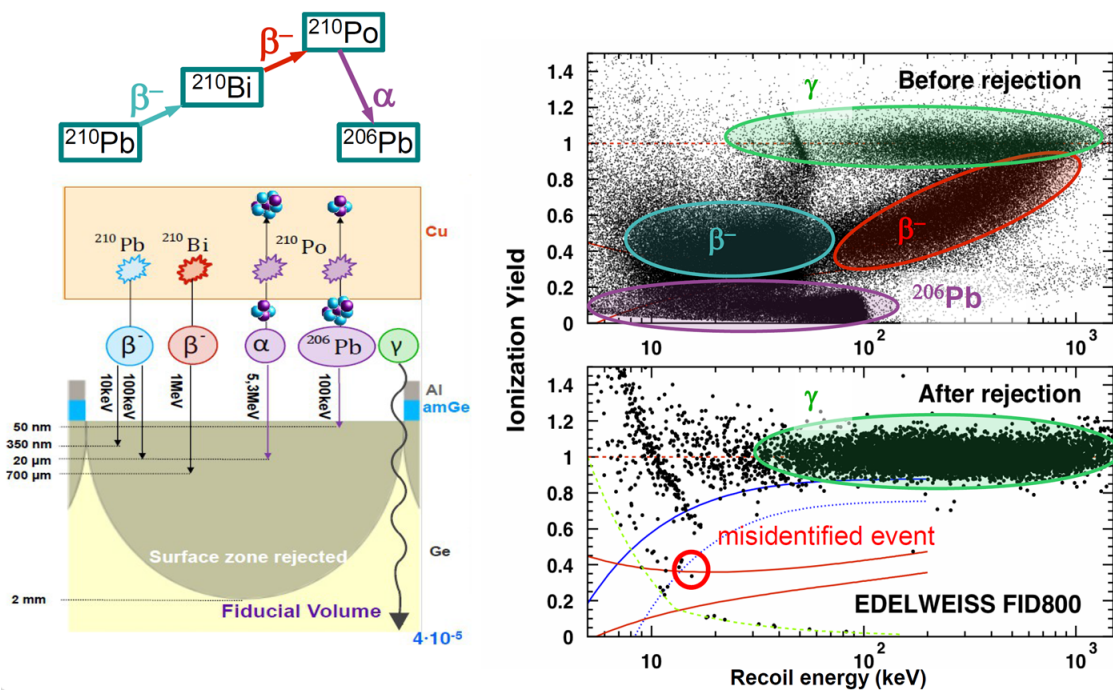 ²¹⁰Po
β⁻
²¹⁰Bi
β⁻
α
²¹⁰Pb
²⁰⁶Pb
Cu
²¹⁰Pb
²¹⁰Bi
²¹⁰Po
β⁻
β⁻
α
²⁰⁶Pb
γ
10keV
100keV
1MeV
5,3MeV
100keV
Al
amGe
50 nm
350 nm
20 µm
700 µm
Ge
Surface zone rejected
2 mm
Fiducial Volume
4·10⁻⁵
Ionization Yield
1.4
1.2
1
0.8
0.6
0.4
0.2
0
γ
Before rejection
β⁻
β⁻
²⁰⁶Pb
10
10²
10³
1.4
1.2
1
0.8
0.6
0.4
0.2
0
γ
After rejection
misidentified event
EDELWEISS FID800
10
10²
10³
Recoil energy (keV)